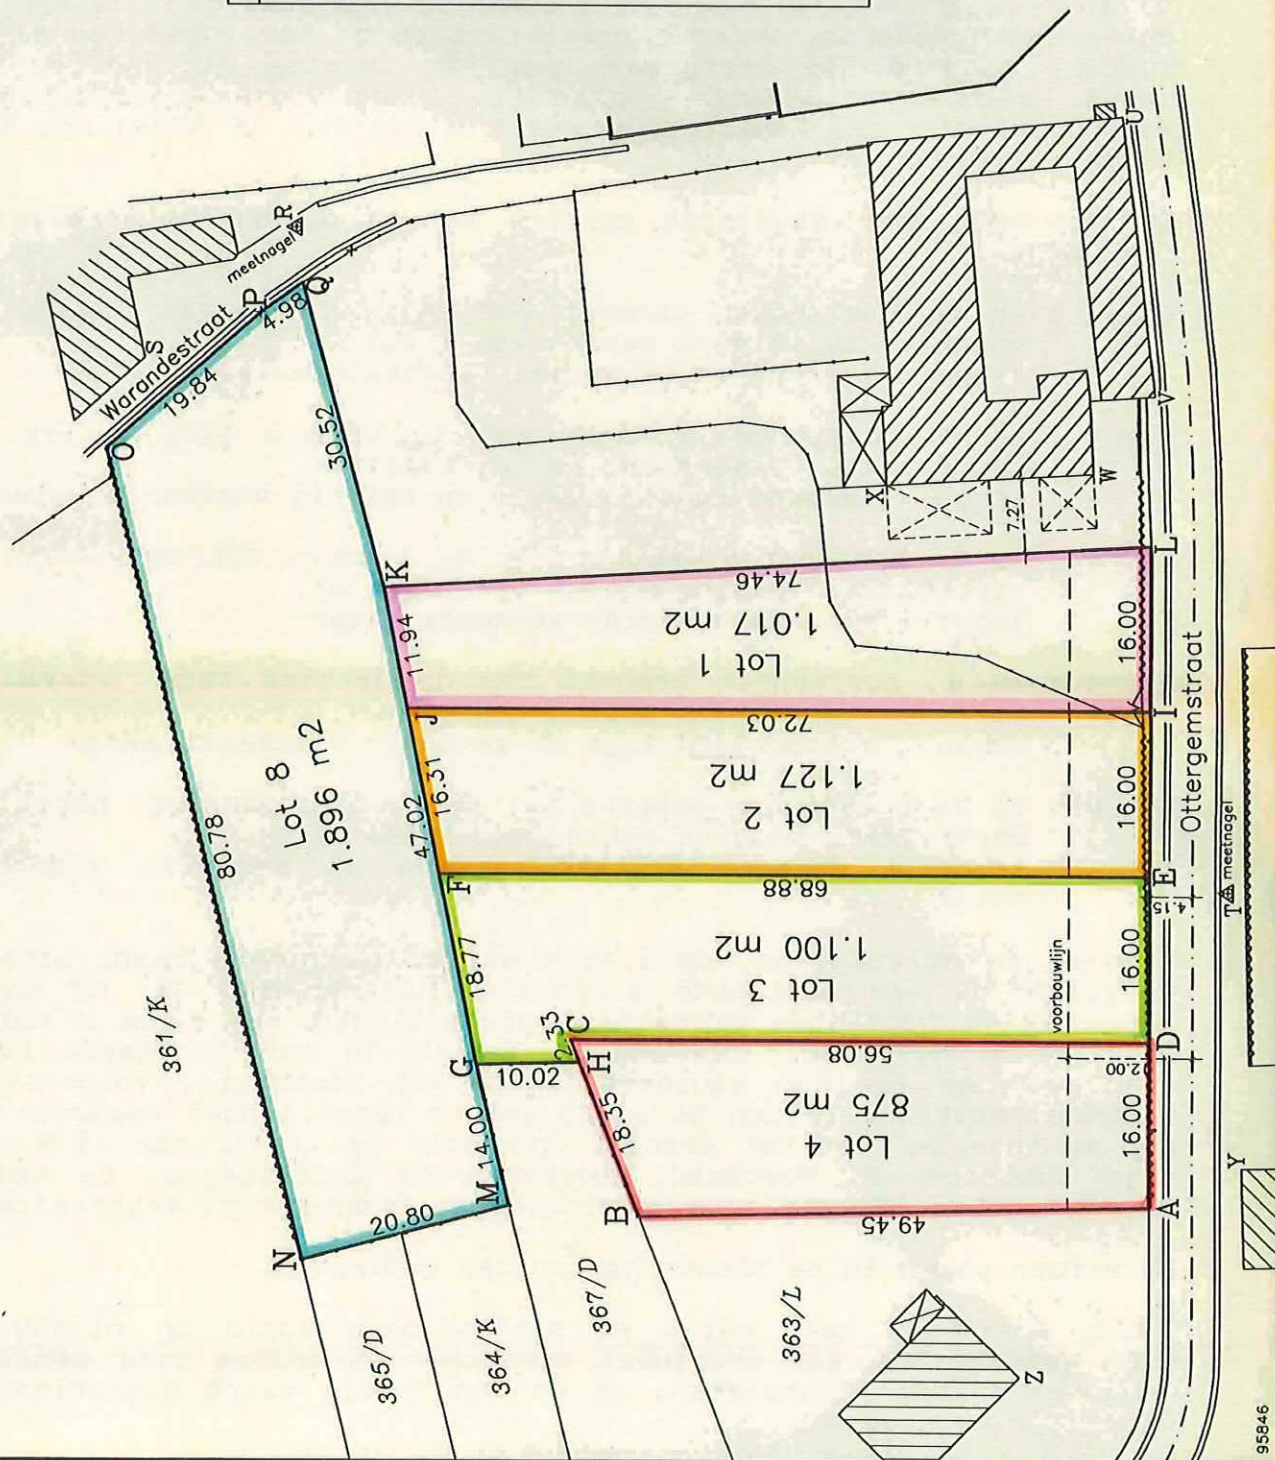 R
meetnagel
P
Q
4.98
S
Warandestraat
19.84
O
30.52
80.78
Lot 8
1.896 m2
47.02
361/K
K
11.94
J
16.31
F
18.77
G
14.00
M
20.80
N
10.02
2.33
C
H
18.35
B
365/D
364/K
367/D
363/L
Lot 1
1.017 m2
74.46
16.00
72.03
Lot 2
1.127 m2
16.00
68.88
Lot 3
1.100 m2
16.00
56.08
Lot 4
875 m2
16.00
49.45
voorbouwlijn
12.00
4.15
7.27
X
W
V
U
L
I
E
D
A
Ottergemstraat
T
meetnagel
Y
Z
95846